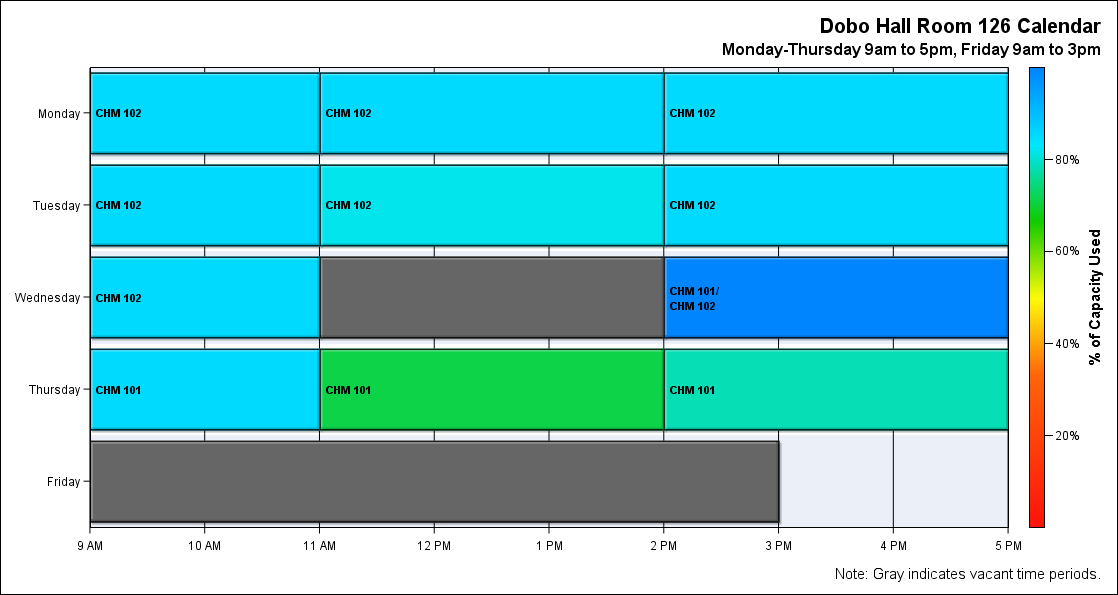 Dobo Hall Room 126 Calendar
Monday-Thursday 9am to 5pm, Friday 9am to 3pm
Monday
CHM 102
CHM 102
CHM 102
Tuesday
CHM 102
CHM 102
CHM 102
Wednesday
CHM 102
CHM 101/
CHM 102
Thursday
CHM 101
CHM 101
CHM 101
Friday
9 AM
10 AM
11 AM
12 PM
1 PM
2 PM
3 PM
4 PM
5 PM
80%
60%
40%
20%
% of Capacity Used
Note: Gray indicates vacant time periods.